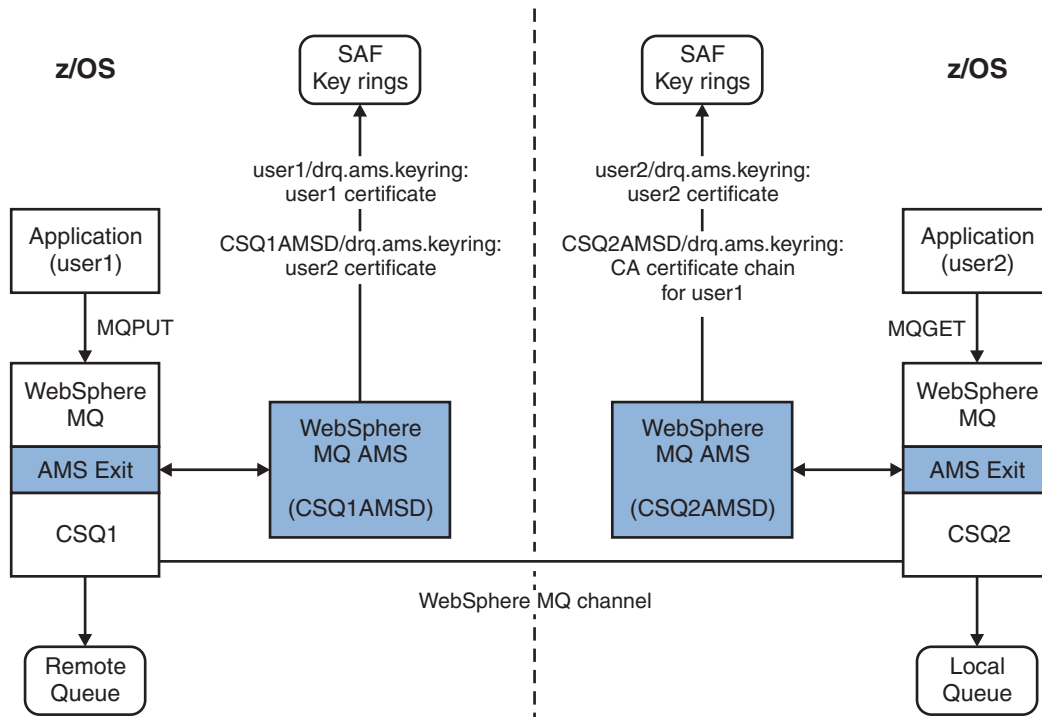 z/OS
SAF
Key rings
user1/drq.ams.keyring:
user1 certificate
CSQ1AMSD/drq.ams.keyring:
user2 certificate
Application
(user1)
MQPUT
WebSphere
MQ
AMS Exit
CSQ1
WebSphere
MQ AMS
(CSQ1AMSD)
Remote
Queue
SAF
Key rings
z/OS
user2/drq.ams.keyring:
user2 certificate
CSQ2AMSD/drq.ams.keyring:
CA certificate chain
for user1
Application
(user2)
MQGET
WebSphere
MQ
AMS Exit
CSQ2
WebSphere
MQ AMS
(CSQ2AMSD)
WebSphere MQ channel
Local
Queue